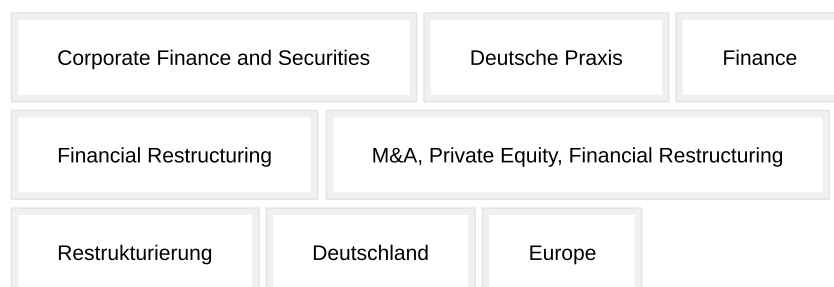 Corporate Finance and Securities Deutsche Praxis Finance
Financial Restructuring M&A, Private Equity, Financial Restructuring
Restrukturierung Deutschland Europe